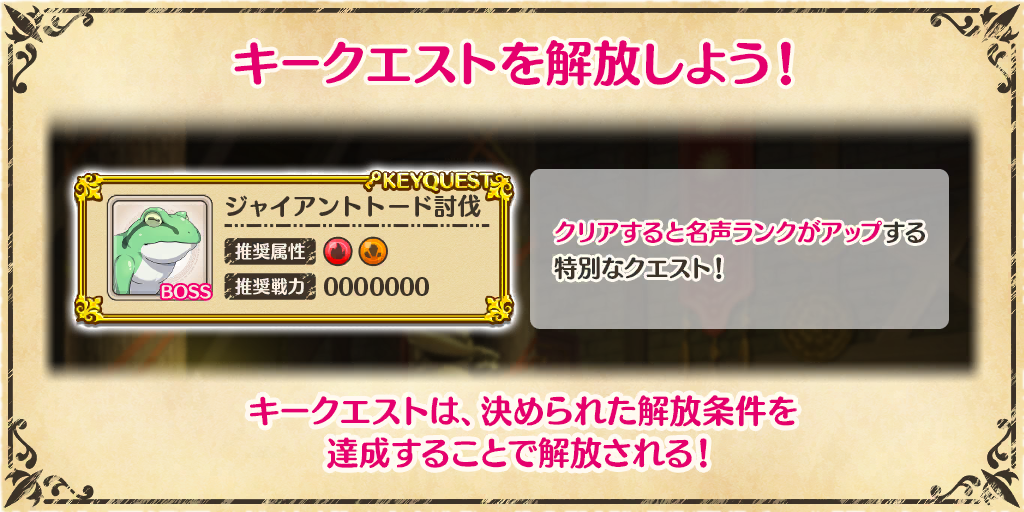 キークエストを解放しよう！
KEYQUEST
ジャイアントトード討伐
推奨属性
推奨戦力 0000000
BOSS
クリアすると名声ランクがアップする
特別なクエスト！
キークエストは、決められた解放条件を
達成することで解放される！